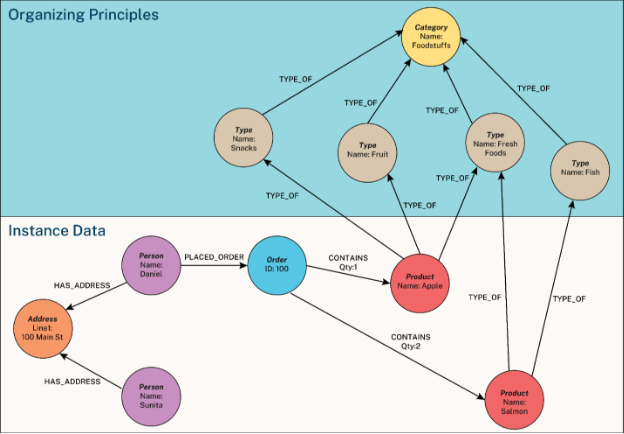 Organizing Principles
Category
Name:
Foodstuffs
TYPE_OF
TYPE_OF
TYPE_OF
TYPE_OF
Type
Name:
Snacks
Type
Name: Fruit
Type
Name: Fresh
Foods
Type
Name: Fish
TYPE_OF
TYPE_OF
TYPE_OF
Instance Data
Person
Name:
Daniel
PLACED_ORDER
Order
ID: 100
CONTAINS
Qty:1
Product
Name: Apple
HAS_ADDRESS
TYPE_OF
TYPE_OF
Address
Line1:
100 Main St
CONTAINS
Qty:2
HAS_ADDRESS
Person
Name:
Sunita
Product
Name:
Salmon